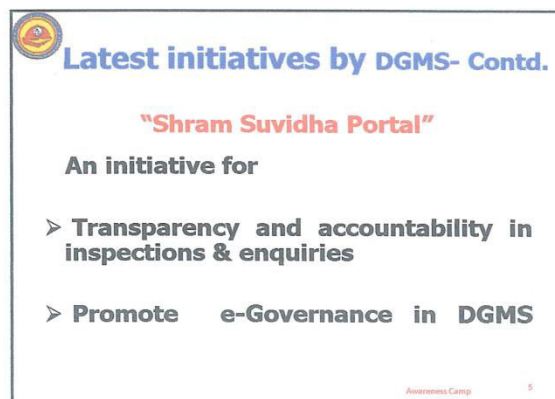 Latest initiatives by DGMS- Contd.
“Shram Suvidha Portal”
An initiative for
➢ Transparency and accountability in
inspections & enquiries
➢ Promote e-Governance in DGMS
Awareness Camp 5